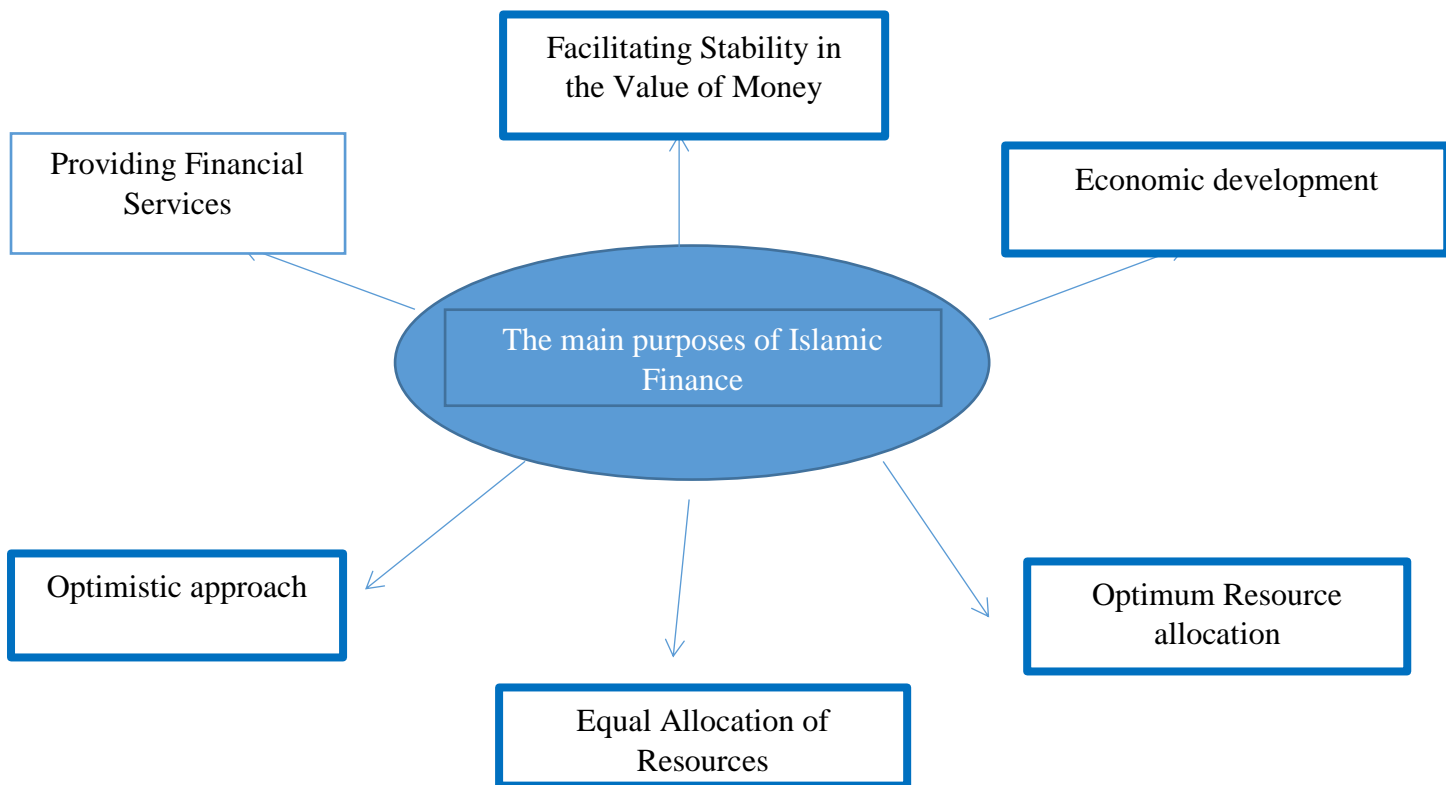 Facilitating Stability in
the Value of Money
Providing Financial
Services
Economic development
The main purposes of Islamic
Finance
Optimistic approach
Optimum Resource
allocation
Equal Allocation of
Resources